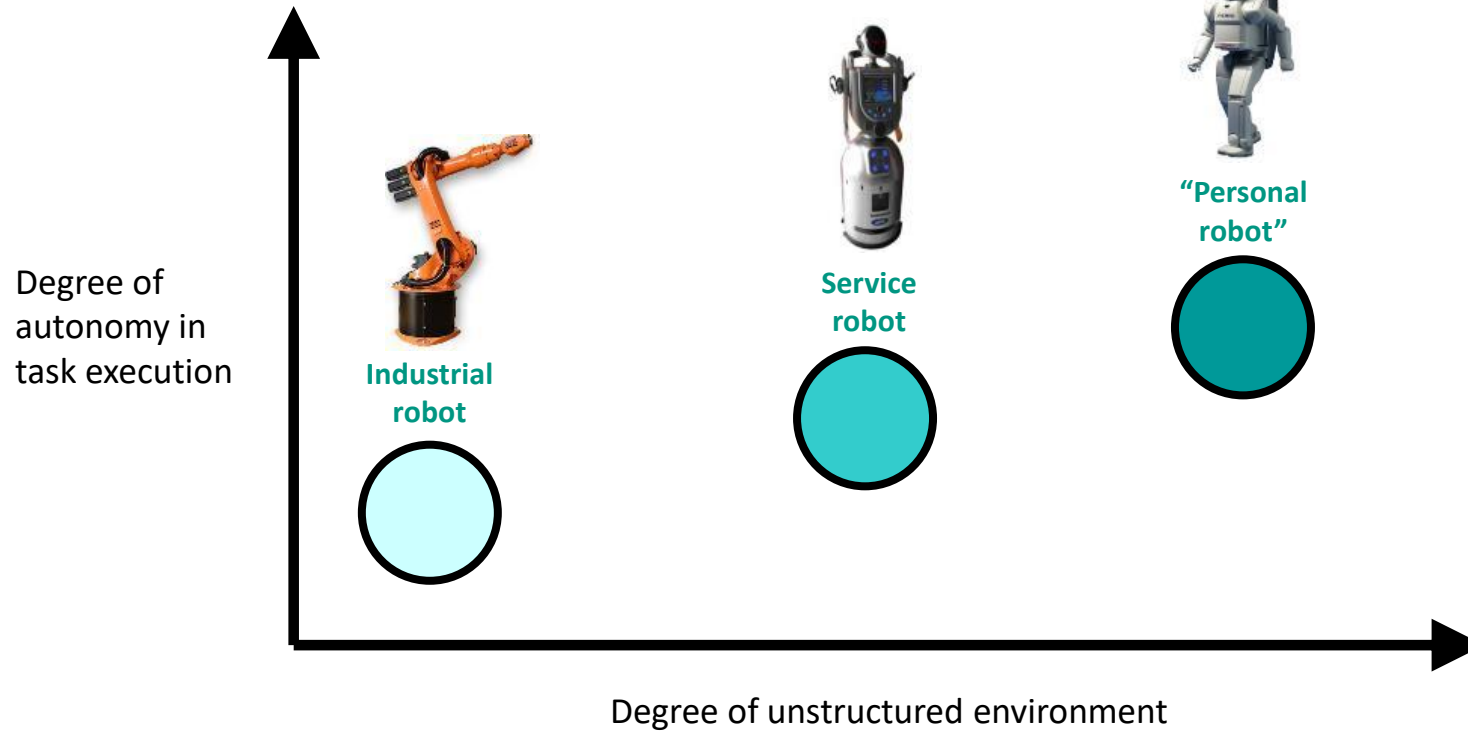 Degree of
autonomy in
task execution
Industrial
robot
Service
robot
“Personal
robot”
Degree of unstructured environment